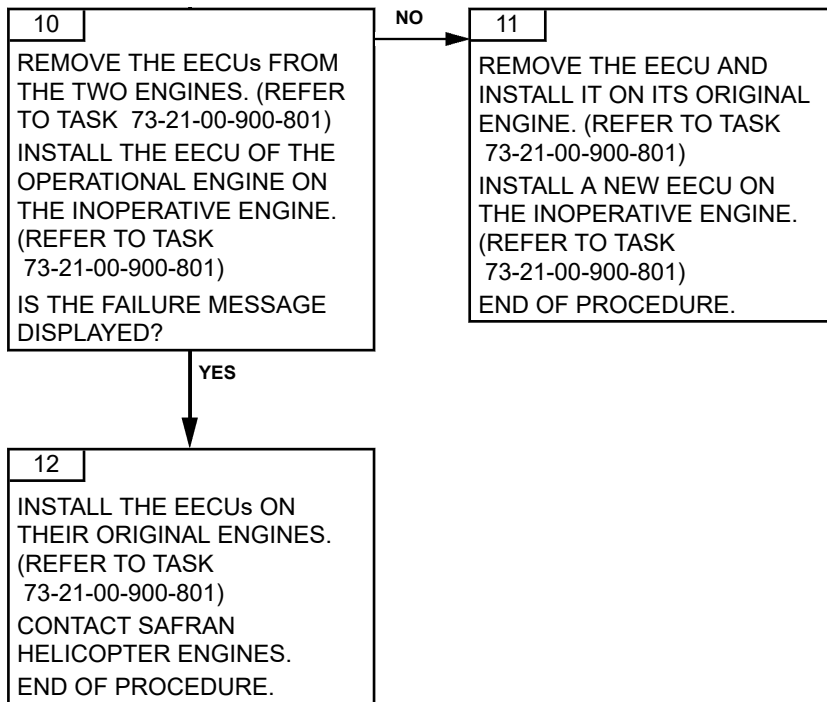 10
REMOVE THE EECUs FROM
THE TWO ENGINES. (REFER
TO TASK 73-21-00-900-801)
INSTALL THE EECU OF THE
OPERATIONAL ENGINE ON
THE INOPERATIVE ENGINE.
(REFER TO TASK
73-21-00-900-801)
IS THE FAILURE MESSAGE
DISPLAYED?
NO
11
REMOVE THE EECU AND
INSTALL IT ON ITS ORIGINAL
ENGINE. (REFER TO TASK
73-21-00-900-801)
INSTALL A NEW EECU ON
THE INOPERATIVE ENGINE.
(REFER TO TASK
73-21-00-900-801)
END OF PROCEDURE.
YES
12
INSTALL THE EECUs ON
THEIR ORIGINAL ENGINES.
(REFER TO TASK
73-21-00-900-801)
CONTACT SAFRAN
HELICOPTER ENGINES.
END OF PROCEDURE.